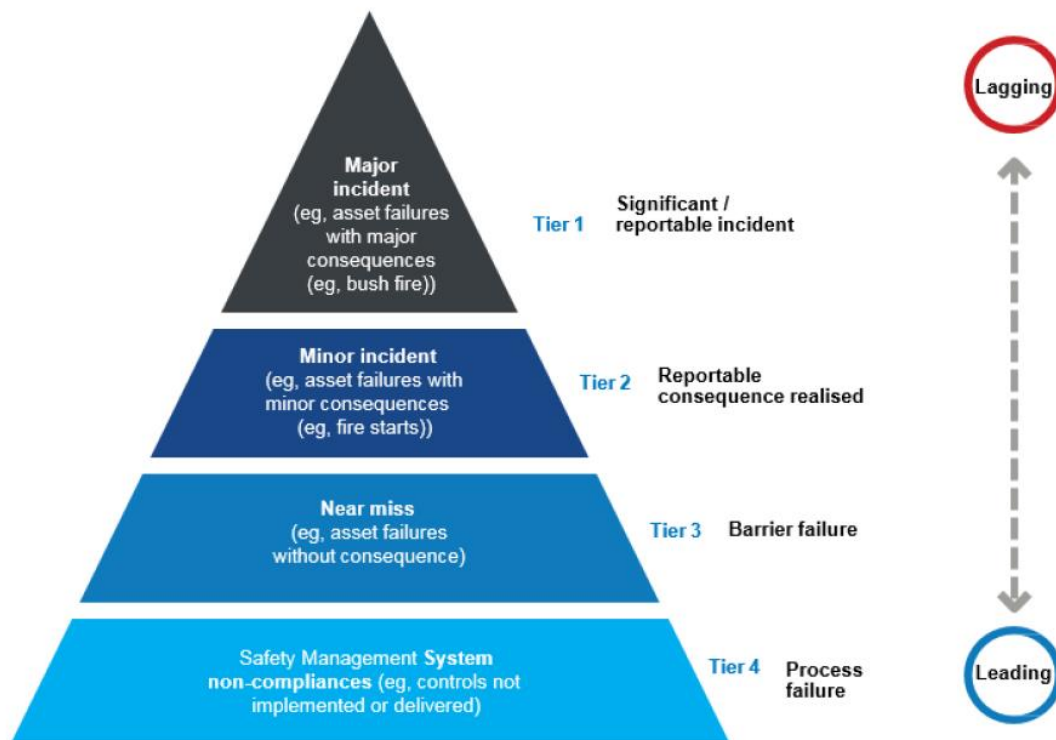 Major
incident
(eg, asset failures
with major
consequences
(eg, bush fire))
Tier 1
Significant /
reportable incident
Lagging
Minor incident
(eg, asset failures with
minor consequences
(eg, fire starts))
Tier 2
Reportable
consequence realised
Near miss
(eg, asset failures
without consequence)
Tier 3
Barrier failure
Safety Management System
non-compliances (eg, controls not
implemented or delivered)
Tier 4
Process
failure
Leading